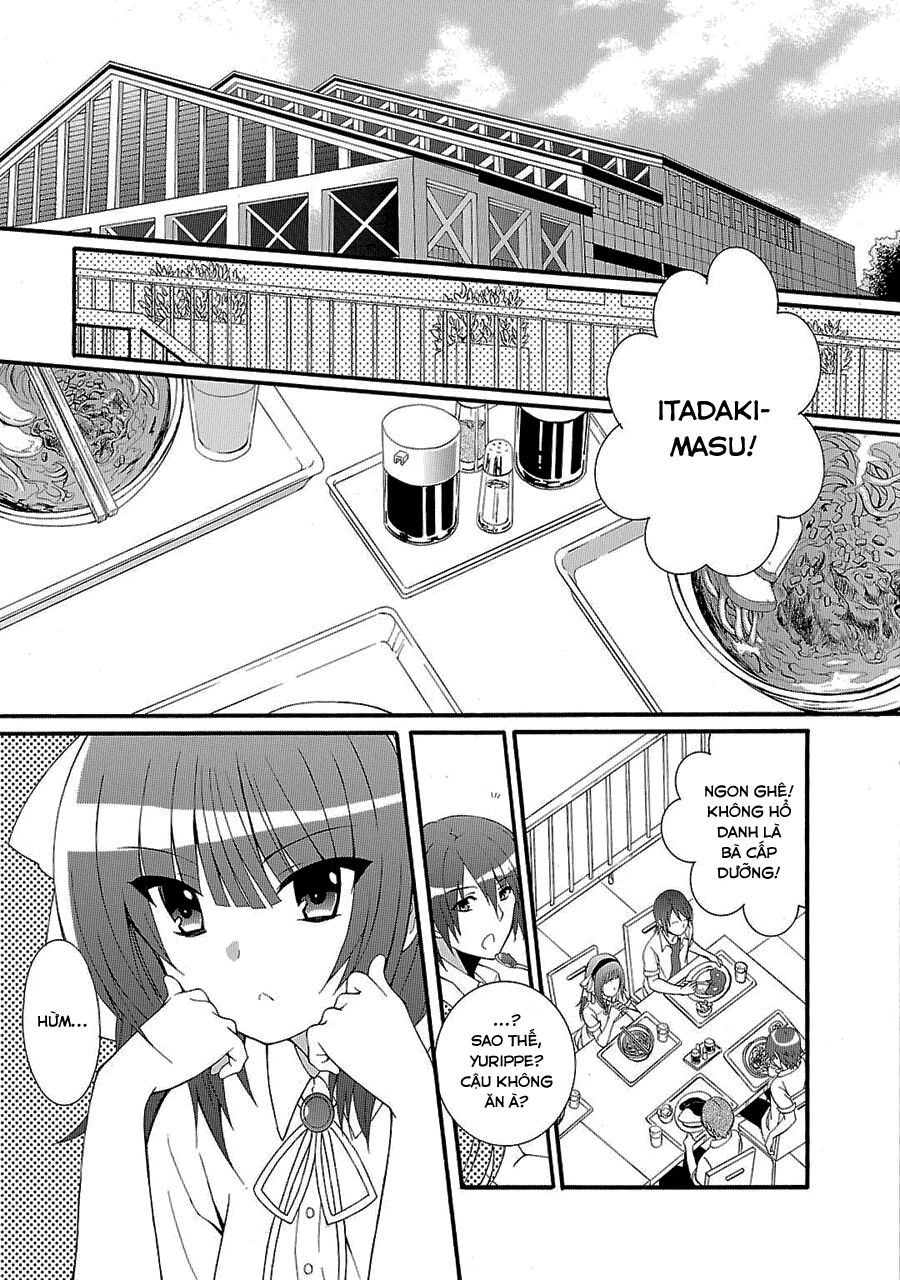 ITADAKI-
MASU!
NGON GHÊ!
KHÔNG HỔ
DANH LÀ
BÀ CẤP
DƯỠNG!
...?
SAO THẾ,
YURIPPE?
CẬU KHÔNG
ĂN À?
HỪM...